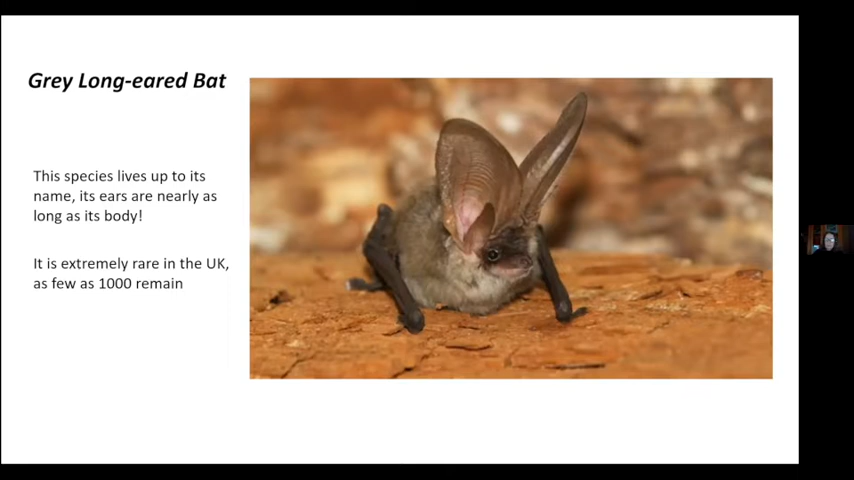 Grey Long-eared Bat
This species lives up to its
name, its ears are nearly as
long as its body!
It is extremely rare in the UK,
as few as 1000 remain